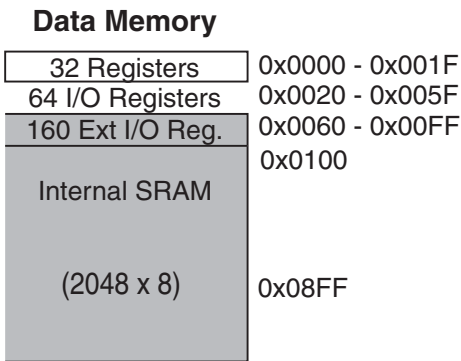 Data Memory
32 Registers 0x0000 - 0x001F
64 I/O Registers 0x0020 - 0x005F
160 Ext I/O Reg. 0x0060 - 0x00FF
0x0100
Internal SRAM
(2048 x 8) 0x08FF